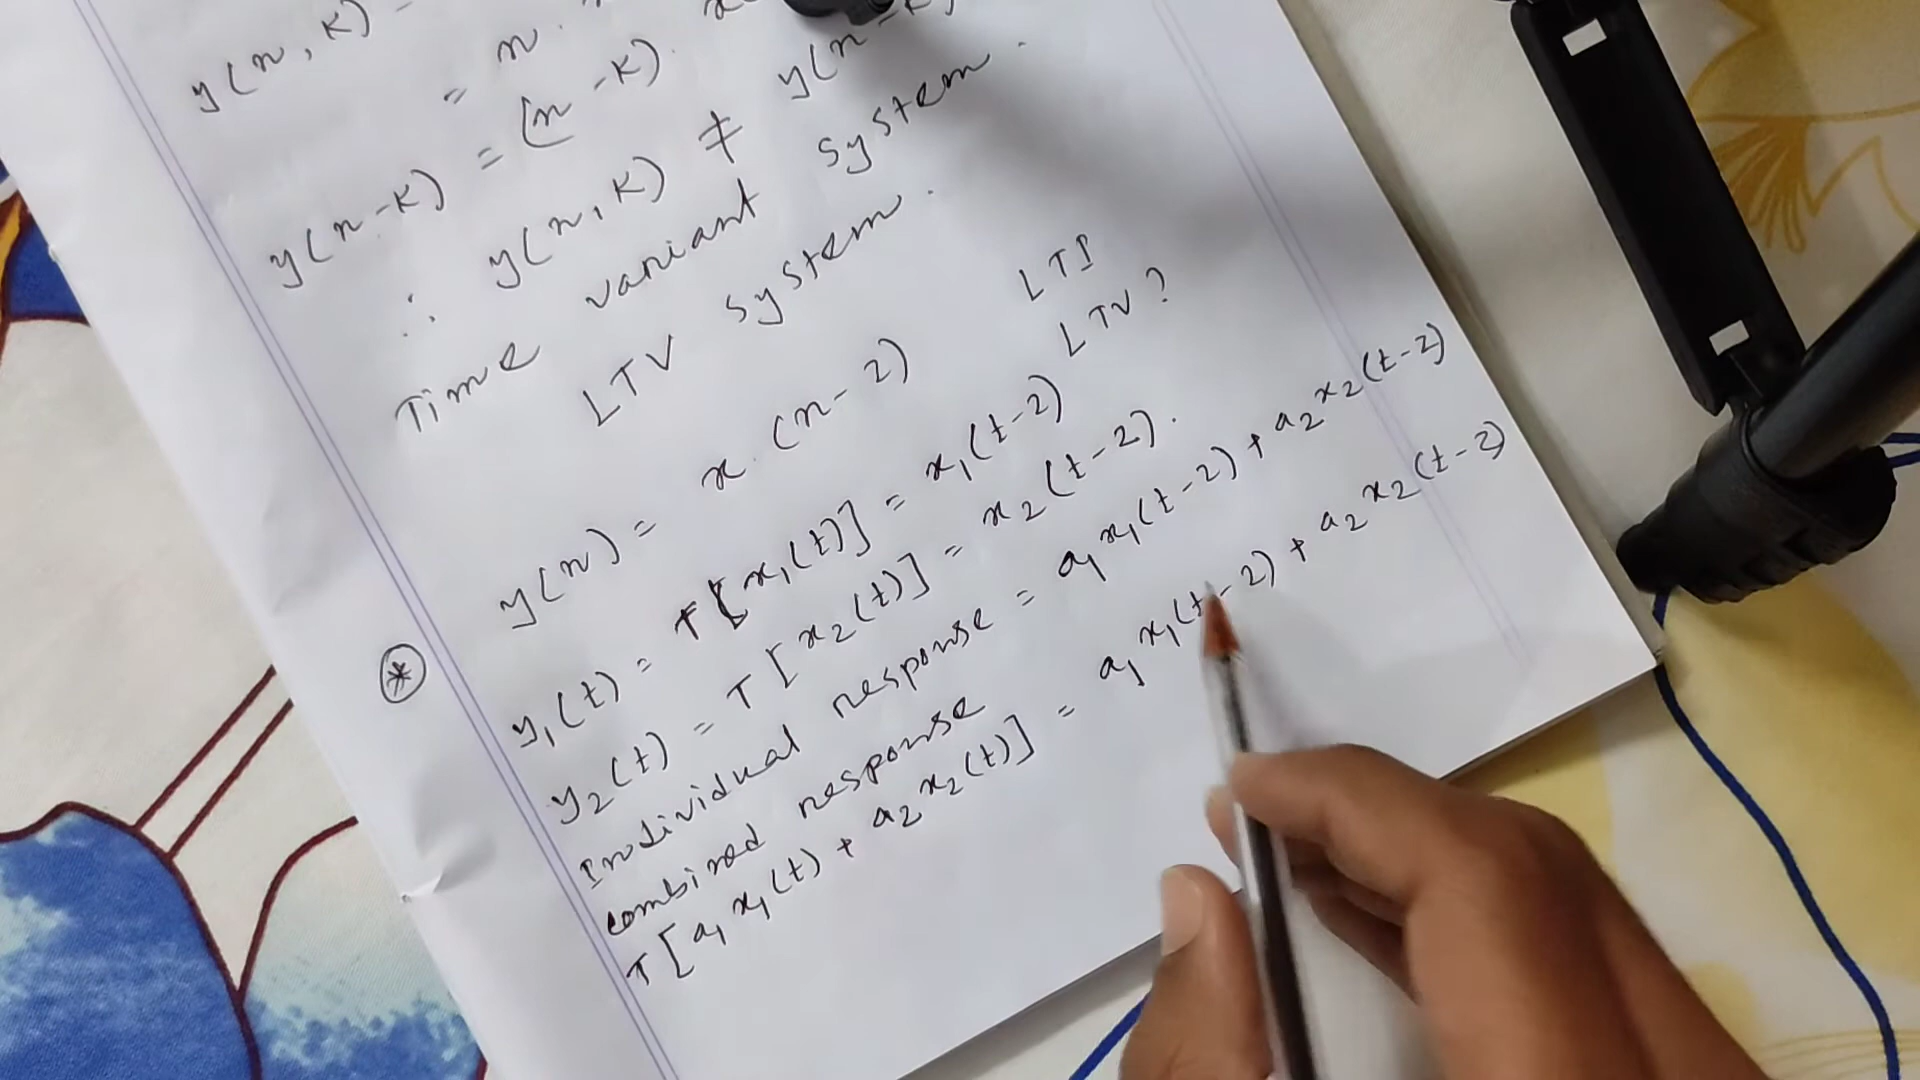 y(n,k)
= n.
y(n-k) = (n-k).
∴ y(n,k) ≠ y(n-k)
Time variant system.
LTV system.
y(n) = x.(n-2)
LTI
LTV?
y₁(t) = T[x₁(t)] = x₁(t-2)
y₂(t) = T[x₂(t)] = x₂(t-2).
Individual response = a₁x₁(t-2) + a₂x₂(t-2)
combined response
T[a₁x₁(t) + a₂x₂(t)] = a₁x₁(t-2) + a₂x₂(t-2)